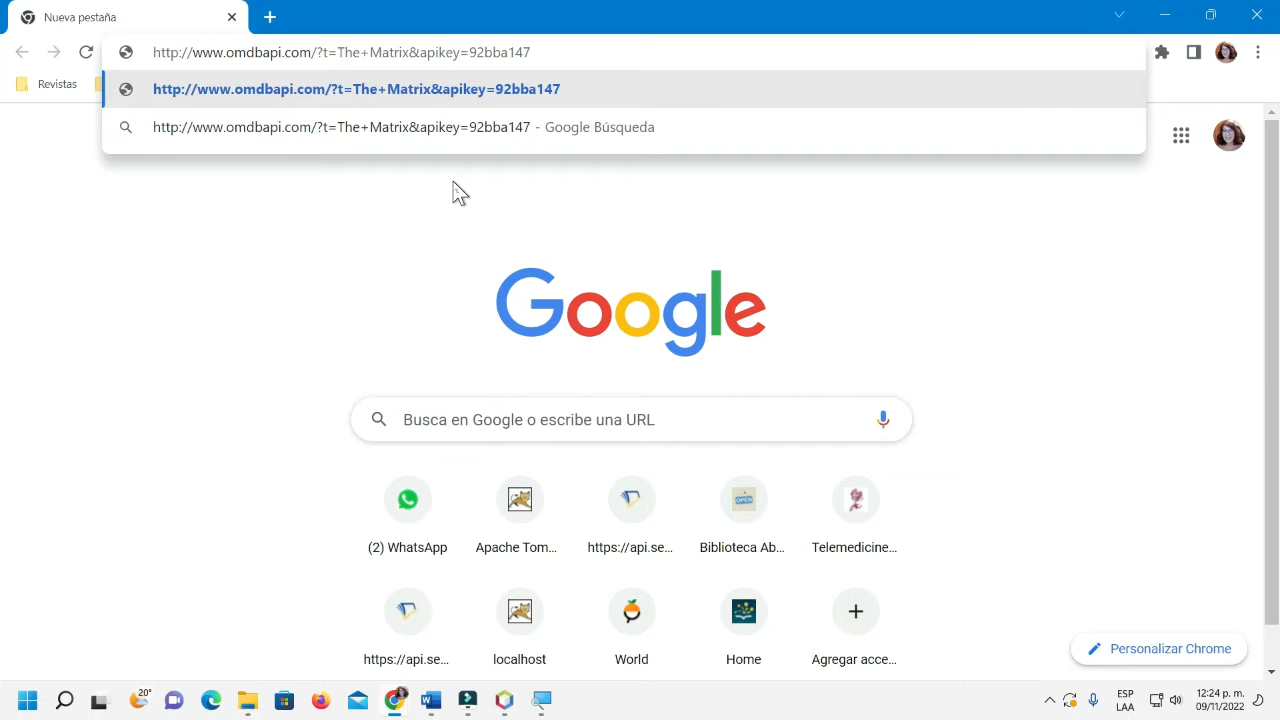 Nueva pestaña
http://www.omdbapi.com/?t=The+Matrix&apikey=92bba147
Revistas
http://www.omdbapi.com/?t=The+Matrix&apikey=92bba147
http://www.omdbapi.com/?t=The+Matrix&apikey=92bba147 - Google Búsqueda
Google
Busca en Google o escribe una URL
(2) WhatsApp
Apache Tom...
https://api.se...
Biblioteca Ab...
Telemedicine...
https://api.se...
localhost
World
Home
Agregar acce...
Personalizar Chrome
20°
ESP
LAA
12:24 p. m.
09/11/2022